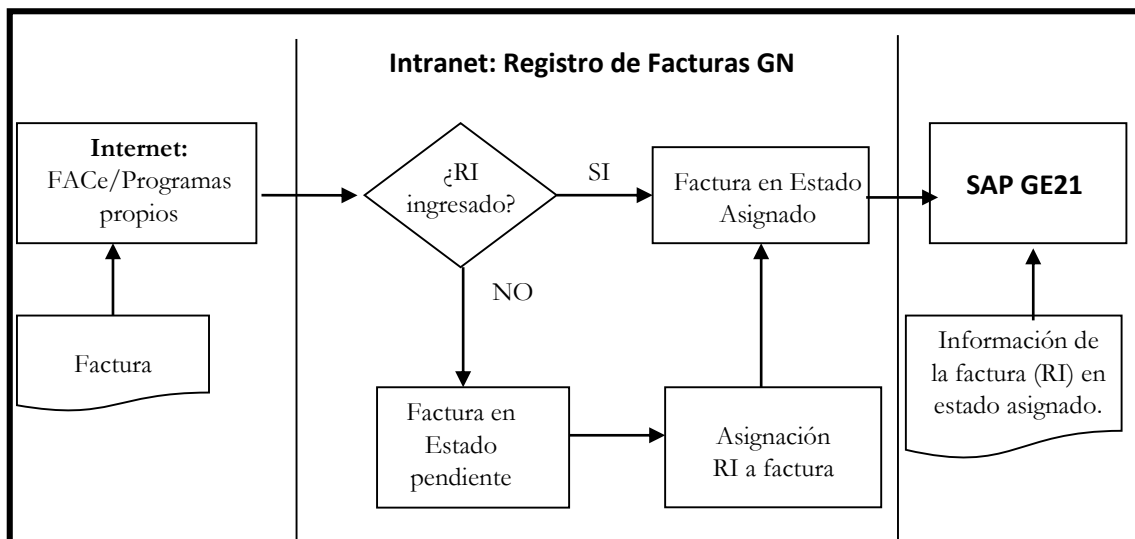 Intranet: Registro de Facturas GN
Internet:
FACe/Programas
propios
Factura
¿RI
ingresado?
SI
NO
Factura en Estado
Asignado
Factura en
Estado
pendiente
Asignación
RI a factura
SAP GE21
Información de
la factura (RI) en
estado asignado.